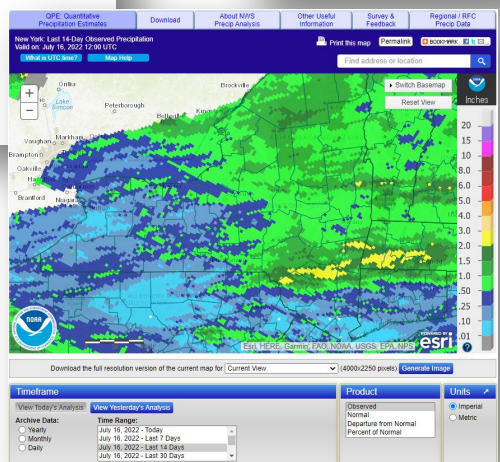 QPE: Quantitative
Precipitation Estimates
Download
About NWS
Precip Analysis
Other Useful
Information
Survey &
Feedback
Regional / RFC
Precip Data
New York: Last 14-Day Observed Precipitation
Valid on: July 16, 2022 12:00 UTC
What is UTC time?
Map Help
Print this map
Permalink
BOOKMARK
Find address or location
Switch Basemap
Reset View
Inches
20
15
10
8.0
6.0
5.0
4.0
3.0
2.0
1.5
1.0
.50
.25
.10
.01
+
−
Orillia
Lake
Simcoe
Peterborough
Brockville
Belleville
Vaughan
Markham
Brampton
Oakville
Brantford
Niagara
NOAA
POWERED BY
esri
Esri, HERE, Garmin, FAO, NOAA, USGS, EPA, NPS
Download the full resolution version of the current map for
Current View
(4000x2250 pixels)
Generate Image
Timeframe
View Today's Analysis
View Yesterday's Analysis
Archive Data:
Yearly
Monthly
Daily
Time Range:
July 16, 2022 - Today
July 16, 2022 - Last 7 Days
July 16, 2022 - Last 14 Days
July 16, 2022 - Last 30 Days
Product
Observed
Normal
Departure from Normal
Percent of Normal
Units
Imperial
Metric